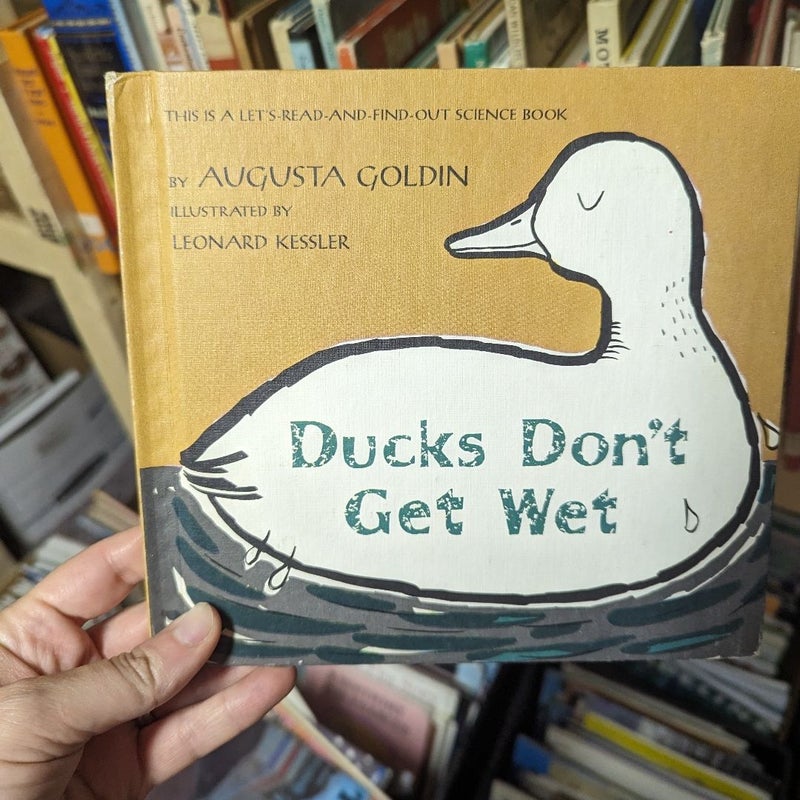 THIS IS A LET'S-READ-AND-FIND-OUT SCIENCE BOOK
BY AUGUSTA GOLDIN
ILLUSTRATED BY
LEONARD KESSLER
Ducks Don't
Get Wet